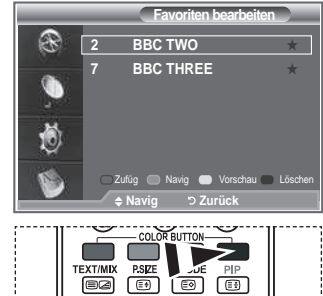 Favoriten bearbeiten
2 BBC TWO ★
7 BBC THREE ★
Zufüg Navig Vorschau Löschen
Navig Zurück
COLOR BUTTON
TEXT/MIX P.SIZE PIP